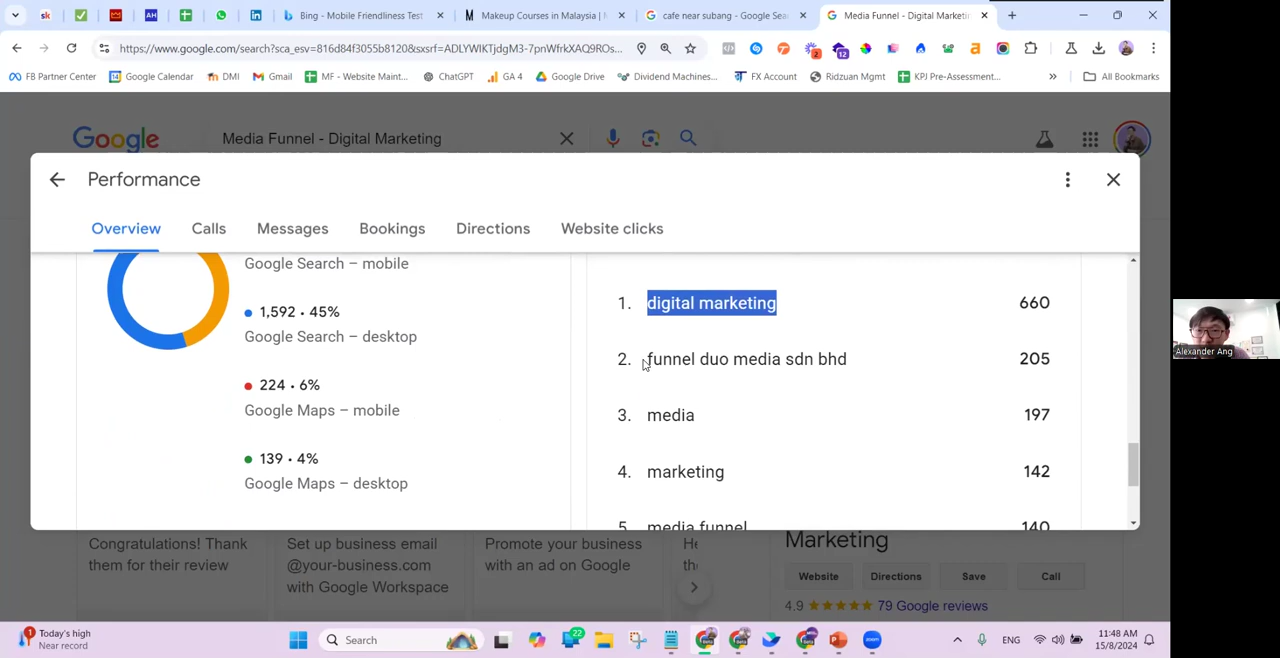 Bing - Mobile Friendliness Test
Makeup Courses in Malaysia |
cafe near subang - Google Sea
Media Funnel - Digital Marketi
https://www.google.com/search?sca_esv=816d84f3055b8120&sxsrf=ADLYWIKTjdgM3-7pnWfrkXAQ9ROs...
FB Partner Center
Google Calendar
DMI
Gmail
MF - Website Maint...
ChatGPT
GA 4
Google Drive
Dividend Machines...
FX Account
Ridzuan Mgmt
KPJ Pre-Assessment...
All Bookmarks
Google
Media Funnel - Digital Marketing
Performance
Overview
Calls
Messages
Bookings
Directions
Website clicks
Google Search – mobile
1,592 • 45%
Google Search – desktop
224 • 6%
Google Maps – mobile
139 • 4%
Google Maps – desktop
1. digital marketing 660
2. funnel duo media sdn bhd 205
3. media 197
4. marketing 142
5. media funnel 140
Congratulations! Thank
them for their review
Set up business email
@your-business.com
with Google Workspace
Promote your business
with an ad on Google
Marketing
Website
Directions
Save
Call
4.9 79 Google reviews
Alexander Ang
Today's high
Near record
Search
22
ENG
11:48 AM
15/8/2024